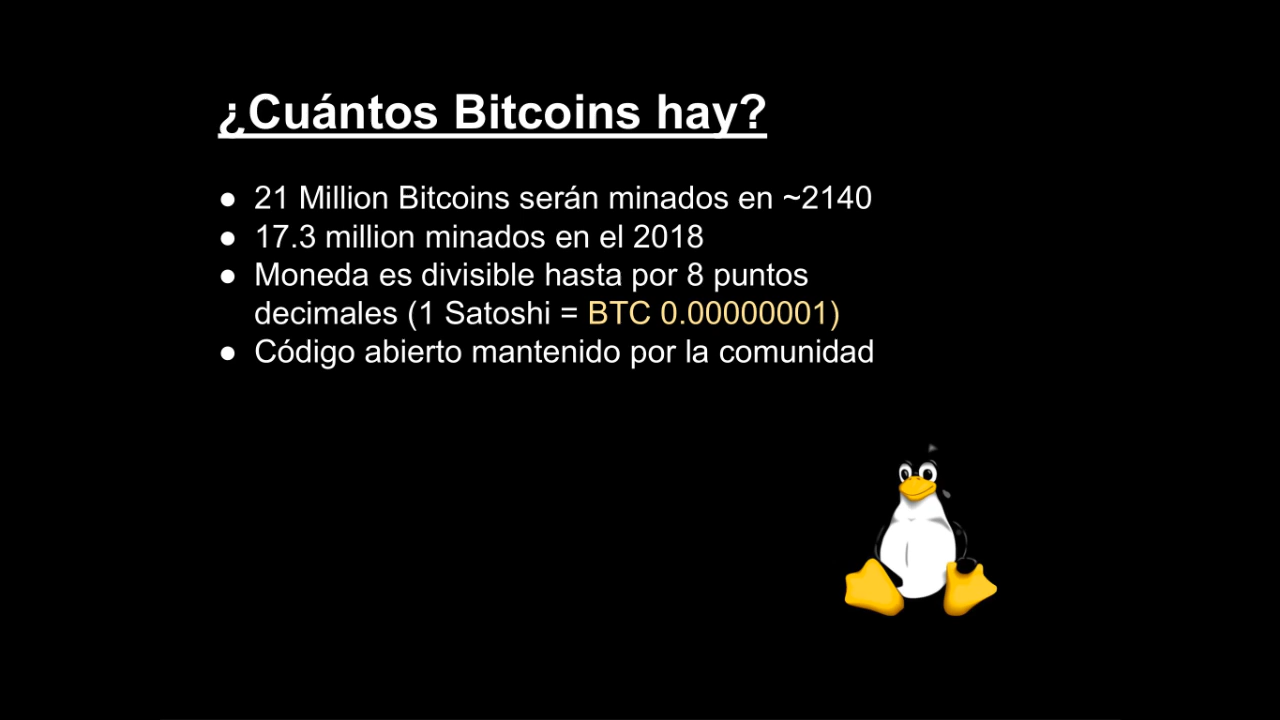 ¿Cuántos Bitcoins hay?
● 21 Million Bitcoins serán minados en ~2140
● 17.3 million minados en el 2018
● Moneda es divisible hasta por 8 puntos
decimales (1 Satoshi = BTC 0.00000001)
● Código abierto mantenido por la comunidad